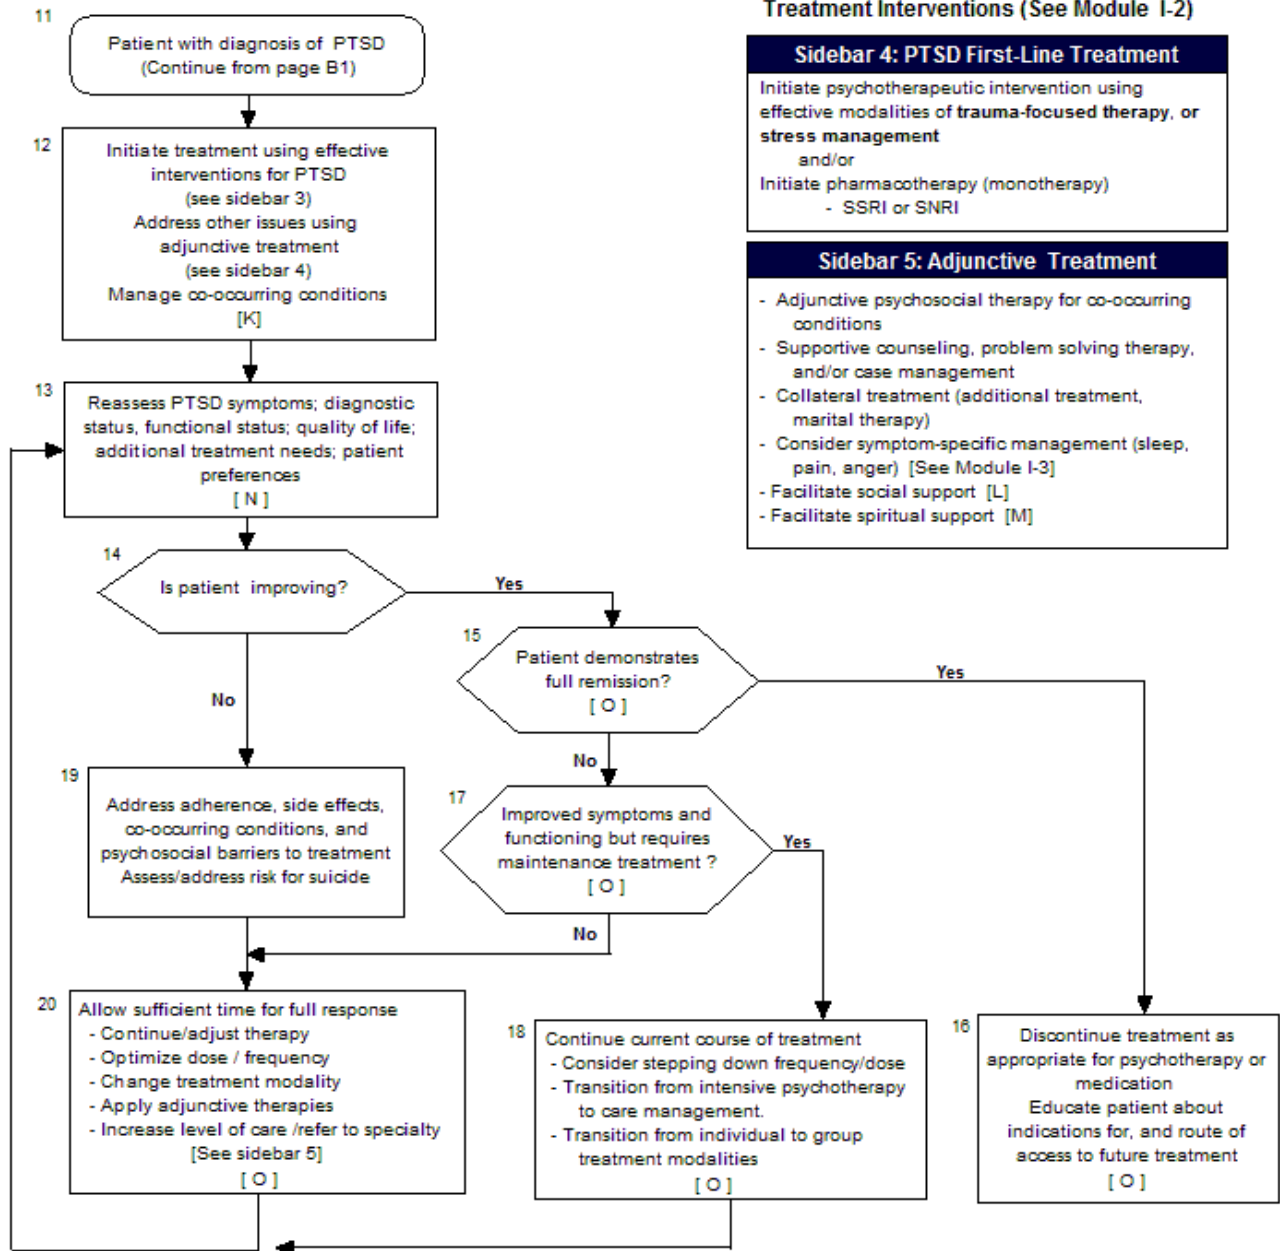 11
Patient with diagnosis of PTSD
(Continue from page B1)
12
Initiate treatment using effective
interventions for PTSD
(see sidebar 3)
Address other issues using
adjunctive treatment
(see sidebar 4)
Manage co-occurring conditions
[K]
13
Reassess PTSD symptoms; diagnostic
status, functional status; quality of life;
additional treatment needs; patient
preferences
[ N ]
14
Is patient improving?
Yes
No
15
Patient demonstrates
full remission?
[ O ]
Yes
No
17
Improved symptoms and
functioning but requires
maintenance treatment ?
[ O ]
Yes
No
19
Address adherence, side effects,
co-occurring conditions, and
psychosocial barriers to treatment
Assess/address risk for suicide
20
Allow sufficient time for full response
- Continue/adjust therapy
- Optimize dose / frequency
- Change treatment modality
- Apply adjunctive therapies
- Increase level of care /refer to specialty
[See sidebar 5]
[ O ]
18
Continue current course of treatment
- Consider stepping down frequency/dose
- Transition from intensive psychotherapy
to care management.
- Transition from individual to group
treatment modalities
[ O ]
16
Discontinue treatment as
appropriate for psychotherapy or
medication
Educate patient about
indications for, and route of
access to future treatment
[ O ]
Treatment Interventions (See Module I-2)
Sidebar 4: PTSD First-Line Treatment
Initiate psychotherapeutic intervention using
effective modalities of trauma-focused therapy, or
stress management
and/or
Initiate pharmacotherapy (monotherapy)
- SSRI or SNRI
Sidebar 5: Adjunctive Treatment
- Adjunctive psychosocial therapy for co-occurring
conditions
- Supportive counseling, problem solving therapy,
and/or case management
- Collateral treatment (additional treatment,
marital therapy)
- Consider symptom-specific management (sleep,
pain, anger) [See Module I-3]
- Facilitate social support [L]
- Facilitate spiritual support [M]